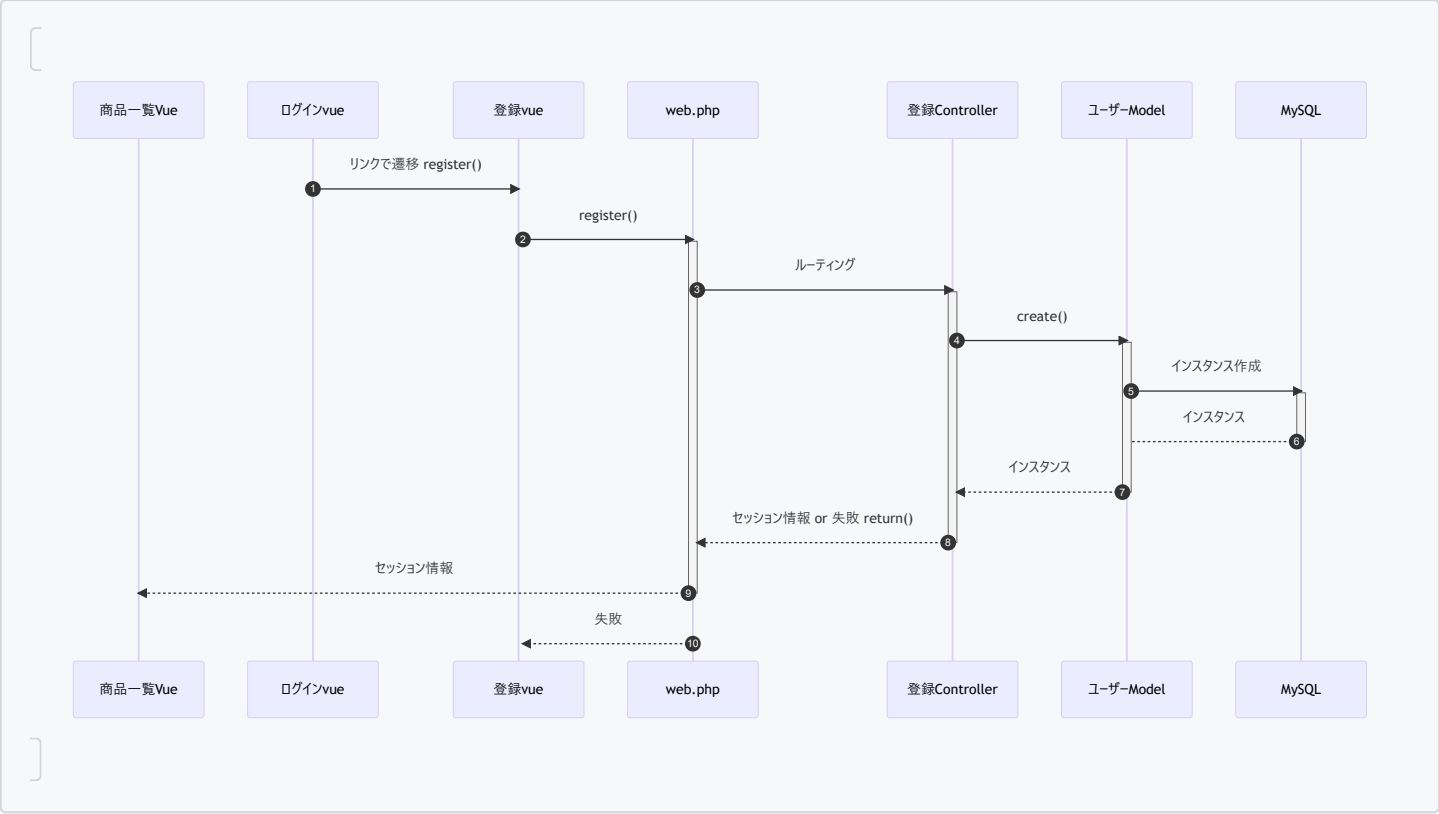 商品一覧Vue
ログインvue
登録vue
web.php
登録Controller
ユーザーModel
MySQL
リンクで遷移 register()
1
register()
2
ルーティング
3
create()
4
インスタンス作成
5
インスタンス
6
インスタンス
7
セッション情報 or 失敗 return()
8
セッション情報
9
失敗
10
商品一覧Vue
ログインvue
登録vue
web.php
登録Controller
ユーザーModel
MySQL